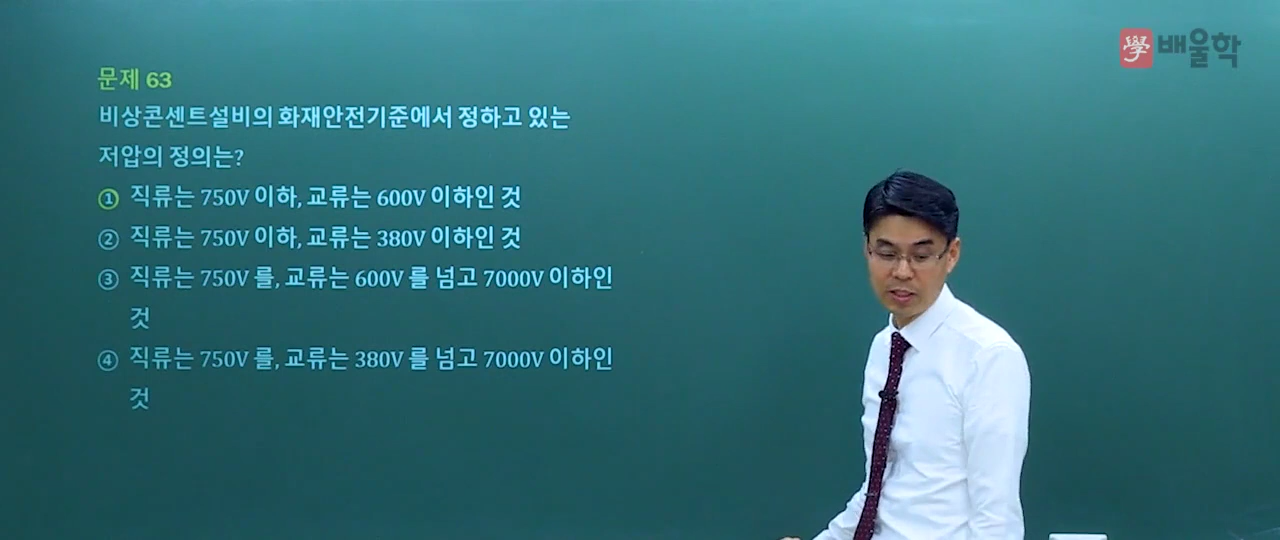 學 배울학
문제 63
비상콘센트설비의 화재안전기준에서 정하고 있는
저압의 정의는?
① 직류는 750V 이하, 교류는 600V 이하인 것
② 직류는 750V 이하, 교류는 380V 이하인 것
③ 직류는 750V 를, 교류는 600V 를 넘고 7000V 이하인
것
④ 직류는 750V 를, 교류는 380V 를 넘고 7000V 이하인
것